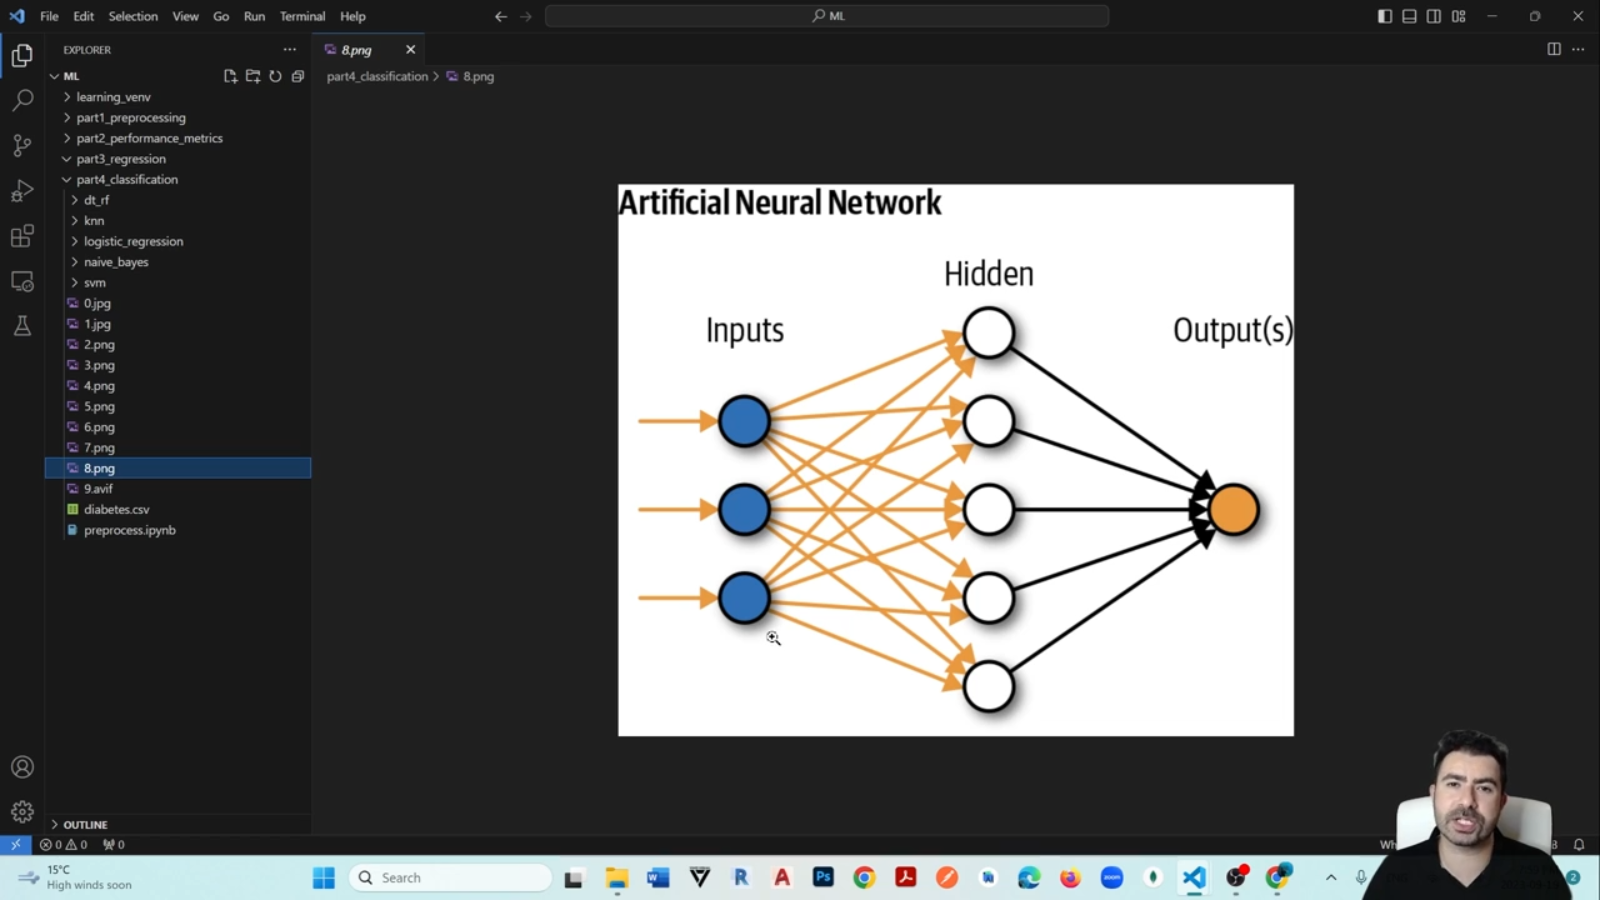 File Edit Selection View Go Run Terminal Help
ML
EXPLORER
8.png
ML
part4_classification > 8.png
learning_venv
part1_preprocessing
part2_performance_metrics
part3_regression
part4_classification
dt_rf
knn
logistic_regression
naive_bayes
svm
0.jpg
1.jpg
2.png
3.png
4.png
5.png
6.png
7.png
8.png
9.avif
diabetes.csv
preprocess.ipynb
Artificial Neural Network
Hidden
Inputs
Output(s)
OUTLINE
0 0 0
15°C
High winds soon
Search
zoom
2